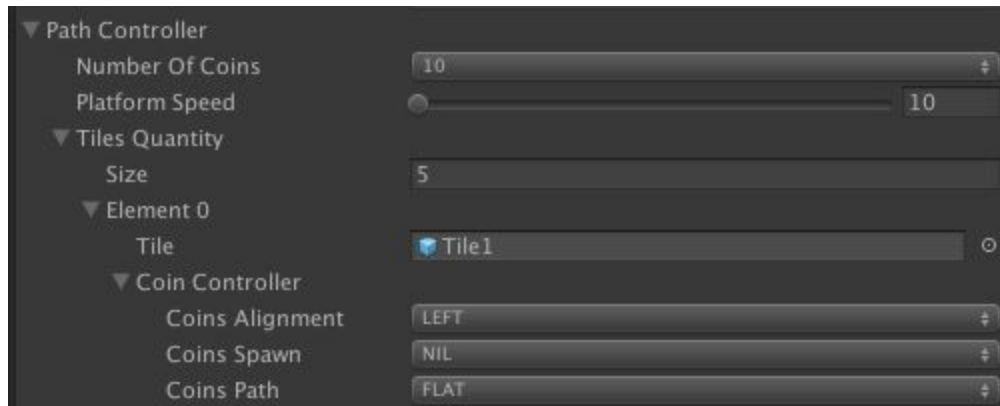 Path Controller
Number Of Coins 10
Platform Speed 10
Tiles Quantity
Size 5
Element 0
Tile Tile1
Coin Controller
Coins Alignment LEFT
Coins Spawn NIL
Coins Path FLAT